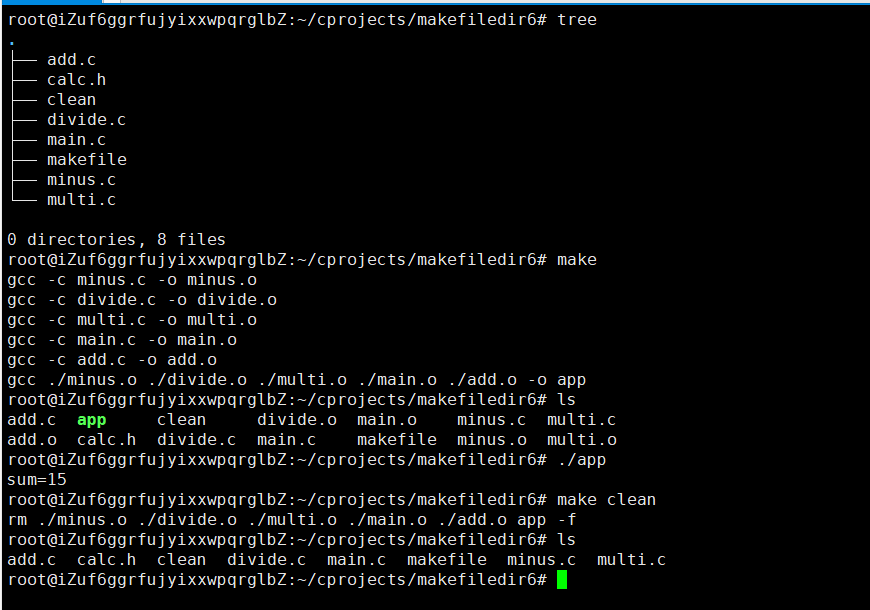 root@iZuf6ggrfujyixxwpqrglbZ:~/cprojects/makefiledir6# tree
.
├── add.c
├── calc.h
├── clean
├── divide.c
├── main.c
├── makefile
├── minus.c
└── multi.c
0 directories, 8 files
root@iZuf6ggrfujyixxwpqrglbZ:~/cprojects/makefiledir6# make
gcc -c minus.c -o minus.o
gcc -c divide.c -o divide.o
gcc -c multi.c -o multi.o
gcc -c main.c -o main.o
gcc -c add.c -o add.o
gcc ./minus.o ./divide.o ./multi.o ./main.o ./add.o -o app
root@iZuf6ggrfujyixxwpqrglbZ:~/cprojects/makefiledir6# ls
add.c  app     clean     divide.o  main.o    minus.c  multi.c
add.o  calc.h  divide.c  main.c    makefile  minus.o  multi.o
root@iZuf6ggrfujyixxwpqrglbZ:~/cprojects/makefiledir6# ./app
sum=15
root@iZuf6ggrfujyixxwpqrglbZ:~/cprojects/makefiledir6# make clean
rm ./minus.o ./divide.o ./multi.o ./main.o ./add.o app -f
root@iZuf6ggrfujyixxwpqrglbZ:~/cprojects/makefiledir6# ls
add.c  calc.h  clean  divide.c  main.c  makefile  minus.c  multi.c
root@iZuf6ggrfujyixxwpqrglbZ:~/cprojects/makefiledir6#